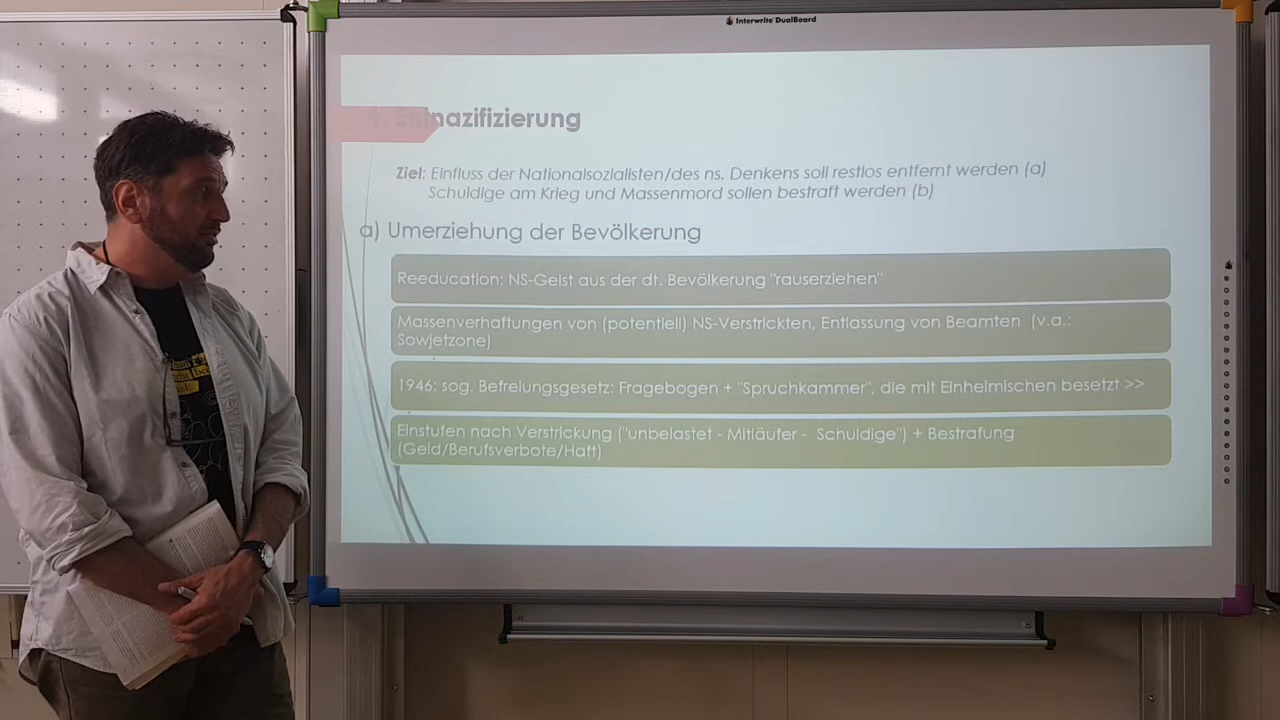 Interwrite DualBoard
4. Entnazifizierung
Ziel: Einfluss der Nationalsozialisten/des ns. Denkens soll restlos entfernt werden (a)
Schuldige am Krieg und Massenmord sollen bestraft werden (b)
a) Umerziehung der Bevölkerung
Reeducation: NS-Geist aus der dt. Bevölkerung "rauserziehen"
Massenverhaftungen von (potentiell) NS-Verstrickten, Entlassung von Beamten (v.a.:
Sowjetzone)
1946: sog. Befreiungsgesetz: Fragebogen + "Spruchkammer", die mit Einheimischen besetzt >>
Einstufen nach Verstrickung ("unbelastet - Mitläufer - Schuldige") + Bestrafung
(Geld/Berufsverbote/Haft)